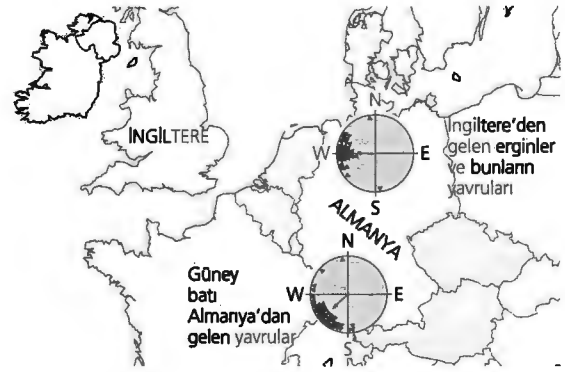 İNGİLTERE
N
W
E
S
İngiltere'den
gelen erginler
ve bunların
yavruları
ALMANYA
N
W
E
S
Güney
batı
Almanya'dan
gelen yavrular